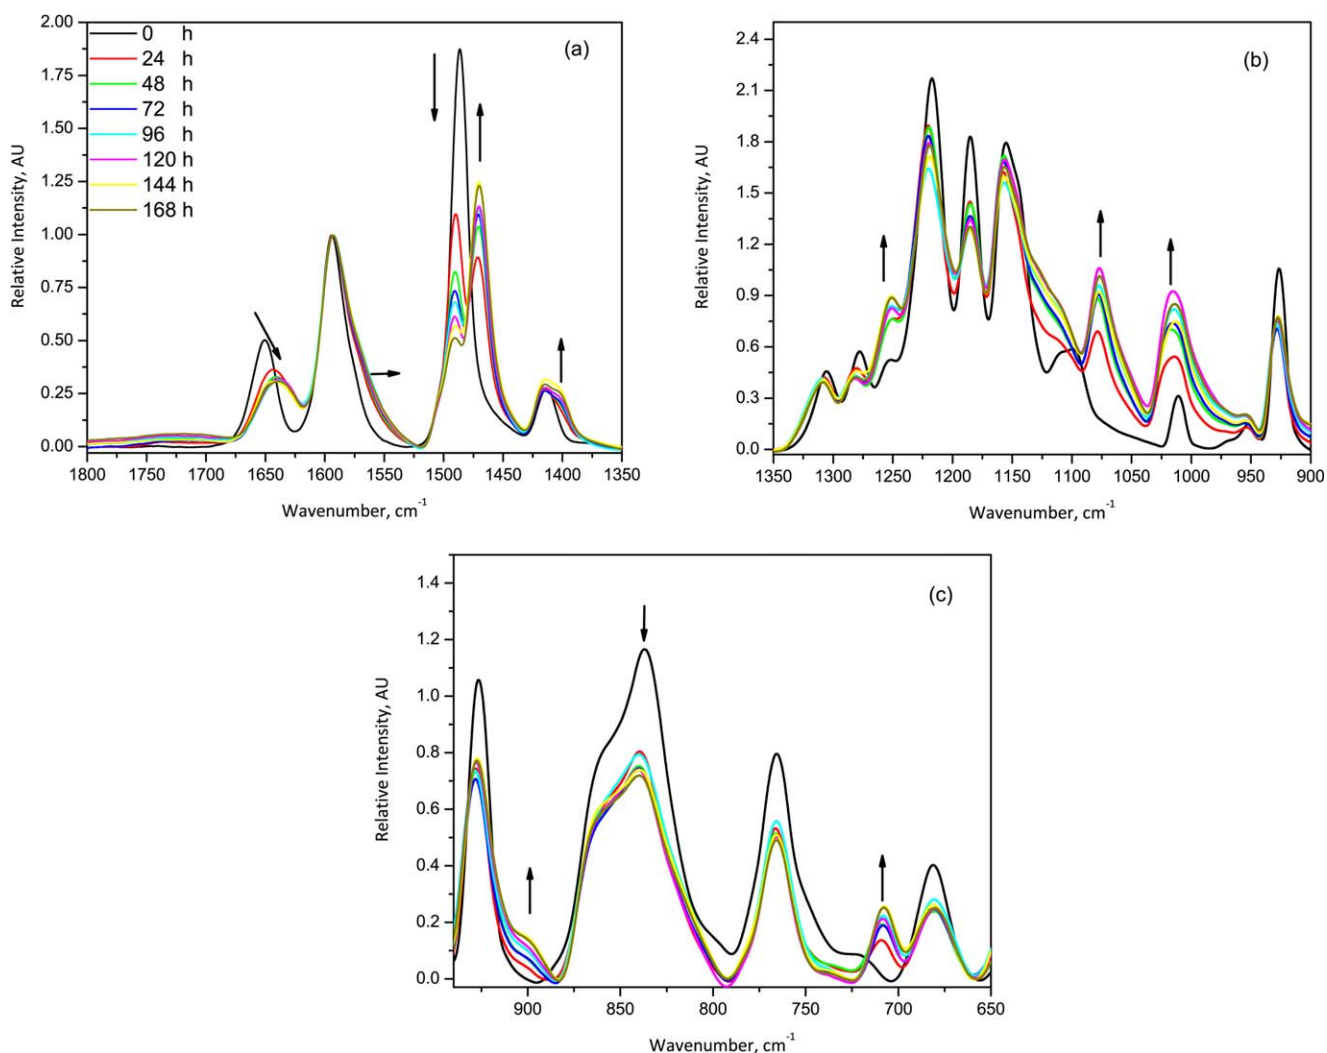 2.00
1.75
1.50
1.25
1.00
0.75
0.50
0.25
0.00
Relative Intensity, AU
0 h
24 h
48 h
72 h
96 h
120 h
144 h
168 h
(a)
1800 1750 1700 1650 1600 1550 1500 1450 1400 1350
Wavenumber, cm⁻¹
2.4
2.1
1.8
1.5
1.2
0.9
0.6
0.3
0.0
Relative Intensity, AU
(b)
1350 1300 1250 1200 1150 1100 1050 1000 950 900
Wavenumber, cm⁻¹
1.4
1.2
1.0
0.8
0.6
0.4
0.2
0.0
Relative Intensity, AU
(c)
900 850 800 750 700 650
Wavenumber, cm⁻¹